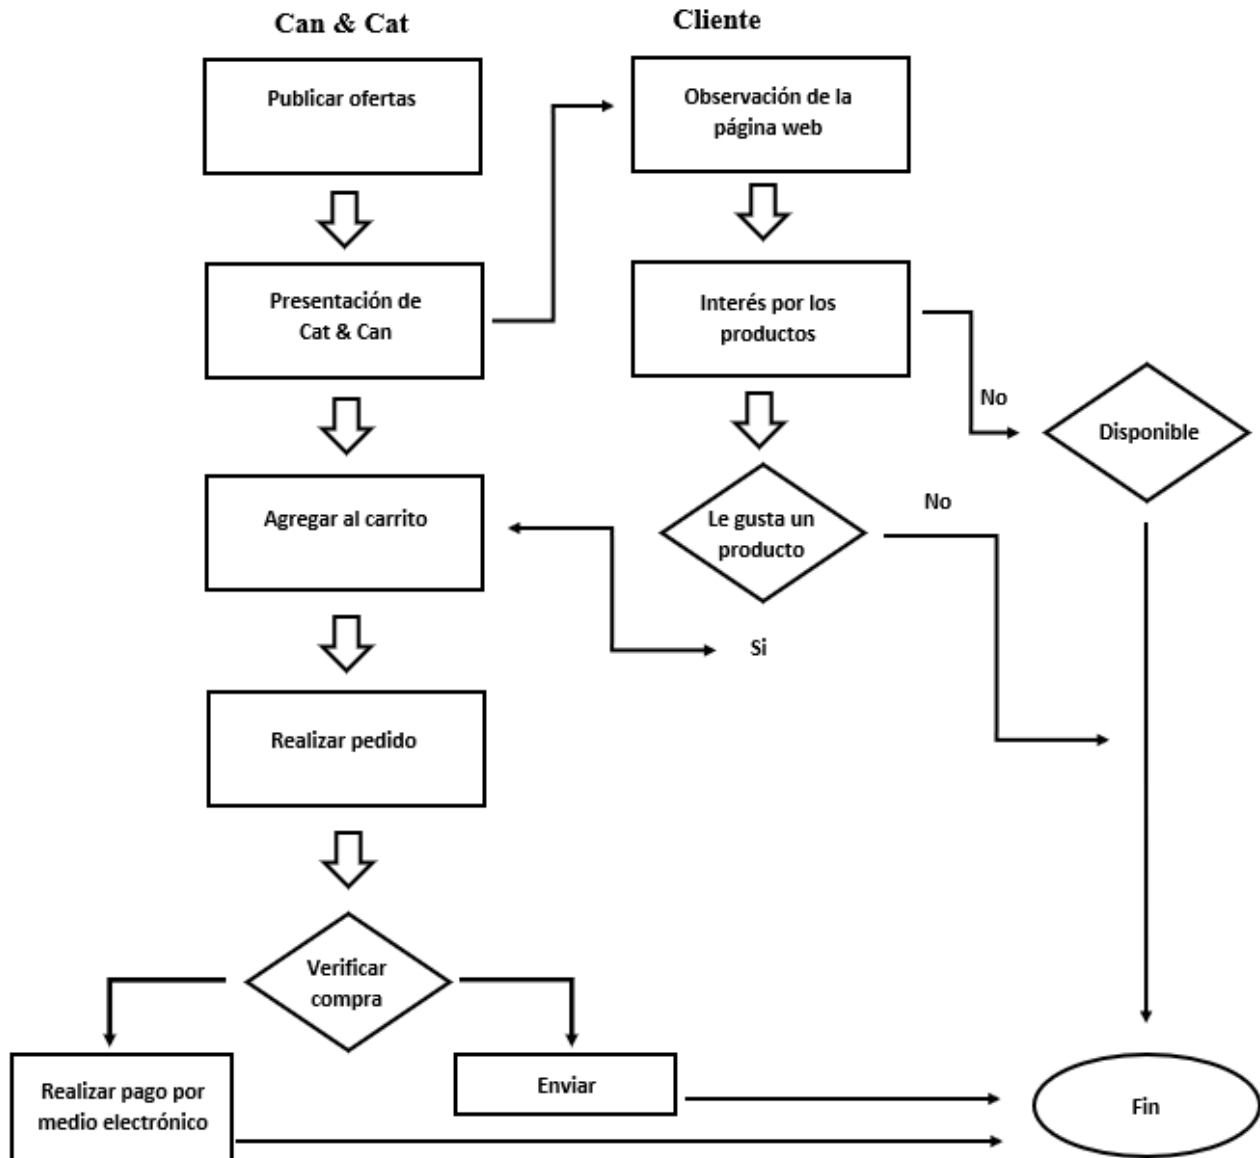 Can & Cat
Cliente
Publicar ofertas
Observación de la
página web
Presentación de
Cat & Can
Interés por los
productos
No
Disponible
Agregar al carrito
Le gusta un
producto
No
Si
Realizar pedido
Verificar
compra
Realizar pago por
medio electrónico
Enviar
Fin